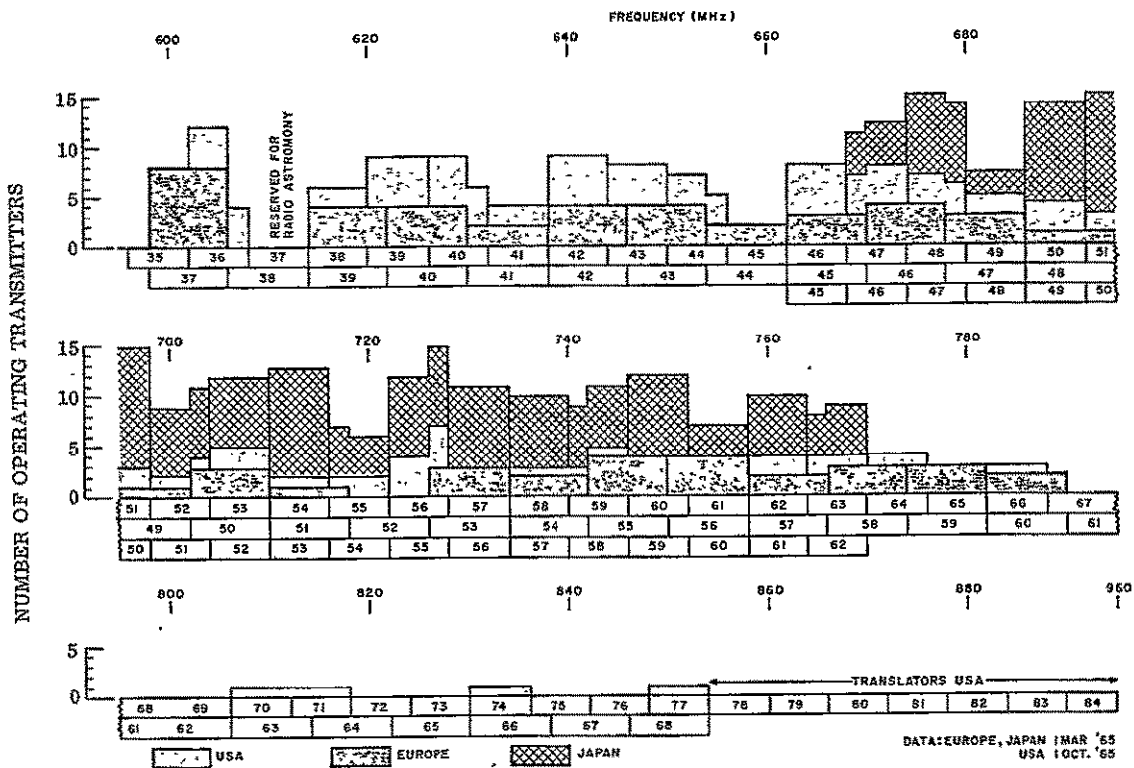 FREQUENCY (MHz)
600 620 640 660 680
NUMBER OF OPERATING TRANSMITTERS
15
10
5
0
RESERVED FOR
RADIO ASTROMONY
35 36 37 38 39 40 41 42 43 44 45 46 47 48 49 50 51
37 38 39 40 41 42 43 44 45 46 47 48
45 46 47 48 49 50
700 720 740 760 780
15
10
5
0
51 52 53 54 55 56 57 58 59 60 61 62 63 64 65 66 67
49 50 51 52 53 54 55 56 57 58 59 60 61
50 51 52 53 54 55 56 57 58 59 60 61 62
800 820 840 860 880 960
5
0
TRANSLATORS USA
68 69 70 71 72 73 74 75 76 77 78 79 80 81 82 83 84
61 62 63 64 65 66 67 68
USA EUROPE JAPAN
DATA:EUROPE, JAPAN :MAR '65
USA :OCT. '65